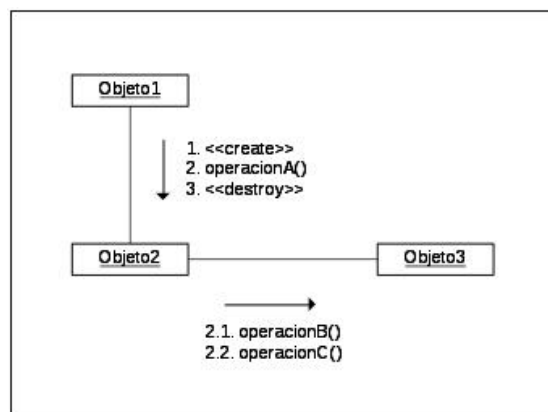 Objeto1
1. <<create>>
2. operacionA()
3. <<destroy>>
Objeto2
Objeto3
2.1. operacionB()
2.2. operacionC()